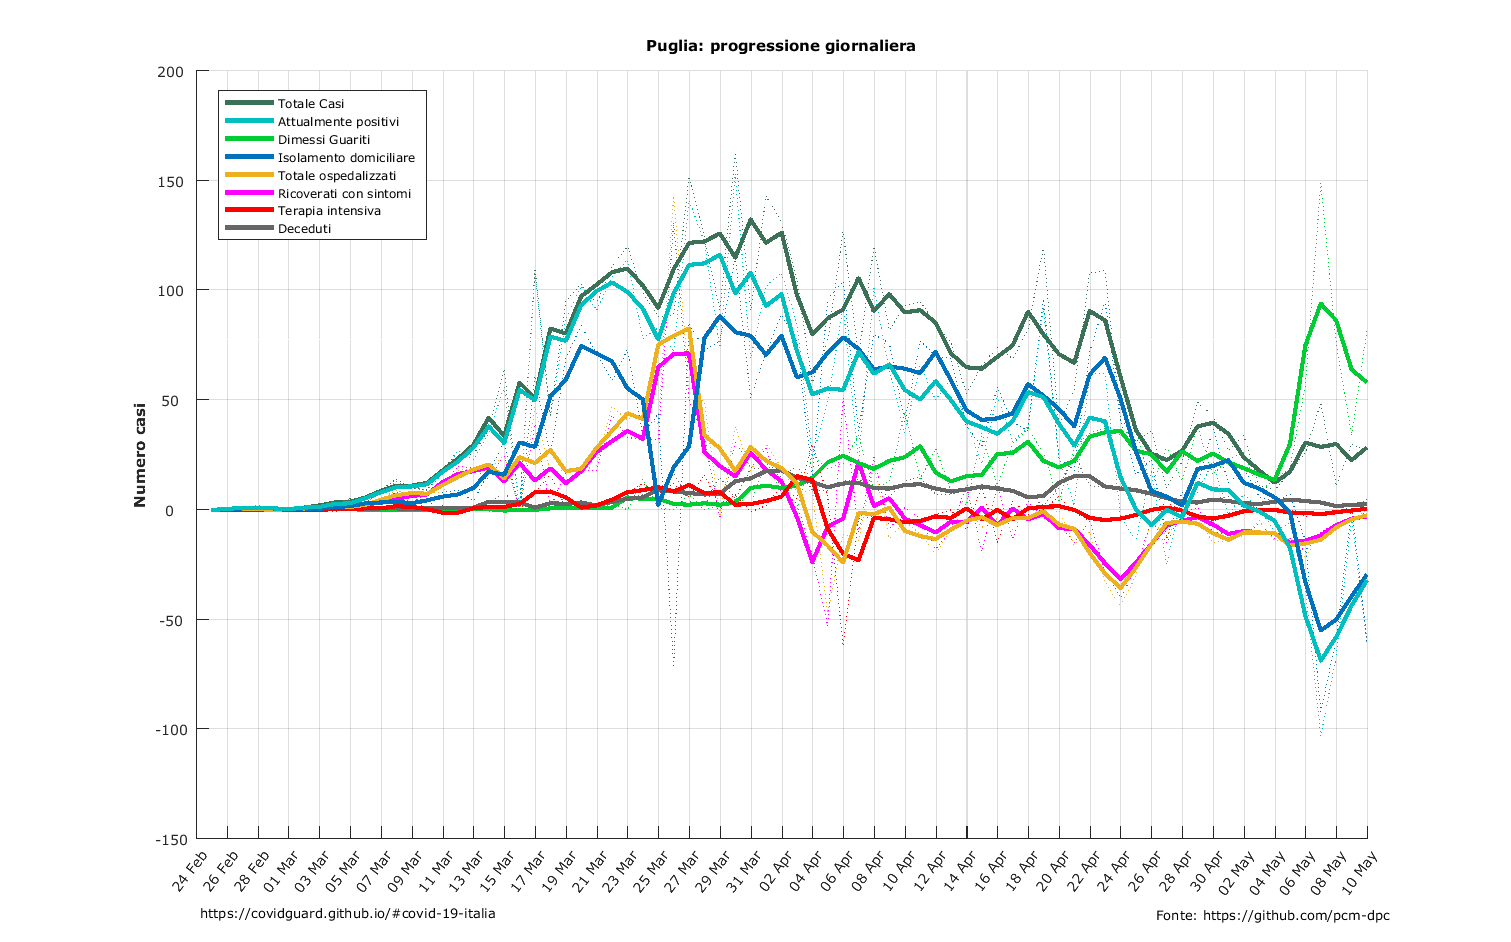 Puglia: progressione giornaliera
Numero casi
200
150
100
50
0
-50
-100
-150
Totale Casi
Attualmente positivi
Dimessi Guariti
Isolamento domiciliare
Totale ospedalizzati
Ricoverati con sintomi
Terapia intensiva
Deceduti
24 Feb
26 Feb
28 Feb
01 Mar
03 Mar
05 Mar
07 Mar
09 Mar
11 Mar
13 Mar
15 Mar
17 Mar
19 Mar
21 Mar
23 Mar
25 Mar
27 Mar
29 Mar
31 Mar
02 Apr
04 Apr
06 Apr
08 Apr
10 Apr
12 Apr
14 Apr
16 Apr
18 Apr
20 Apr
22 Apr
24 Apr
26 Apr
28 Apr
30 Apr
02 May
04 May
06 May
08 May
10 May
https://covidguard.github.io/#covid-19-italia
Fonte: https://github.com/pcm-dpc